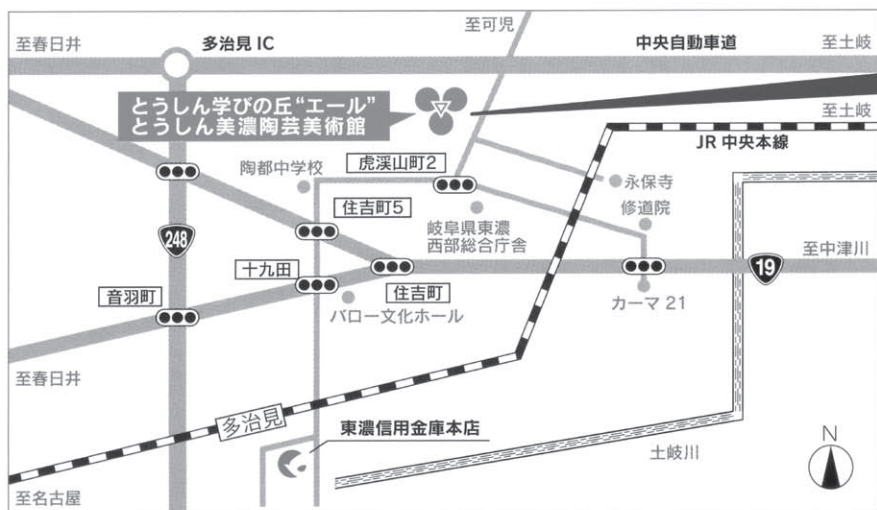 至可児
至春日井
多治見 IC
中央自動車道
至土岐
とうしん学びの丘“エール”
とうしん美濃陶芸美術館
至土岐
JR 中央本線
陶都中学校
虎渓山町2
永保寺
修道院
住吉町5
岐阜県東濃
西部総合庁舎
248
十九田
至中津川
19
音羽町
住吉町
バロー文化ホール
カーマ 21
至春日井
多治見
東濃信用金庫本店
土岐川
N
至名古屋